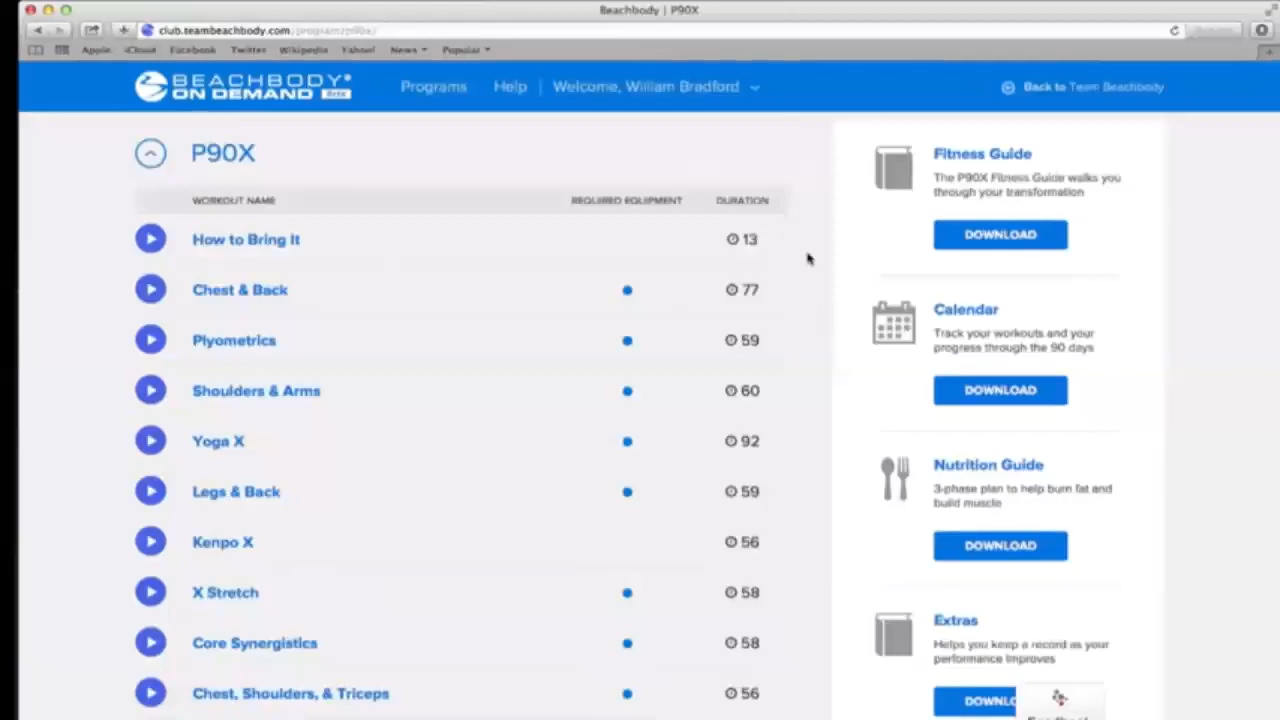 Beachbody | P90X
club.teambeachbody.com/program/p90x/
Apple iCloud Facebook Twitter Wikipedia Yahoo! News Popular
BEACHBODY®
ON DEMAND Beta
Programs Help Welcome, William Bradford
Back to Team Beachbody
P90X
WORKOUT NAME REQUIRED EQUIPMENT DURATION
How to Bring It 13
Chest & Back 77
Plyometrics 59
Shoulders & Arms 60
Yoga X 92
Legs & Back 59
Kenpo X 56
X Stretch 58
Core Synergistics 58
Chest, Shoulders, & Triceps 56
Fitness Guide
The P90X Fitness Guide walks you
through your transformation
DOWNLOAD
Calendar
Track your workouts and your
progress through the 90 days
DOWNLOAD
Nutrition Guide
3-phase plan to help burn fat and
build muscle
DOWNLOAD
Extras
Helps you keep a record as your
performance improves
DOWNLO